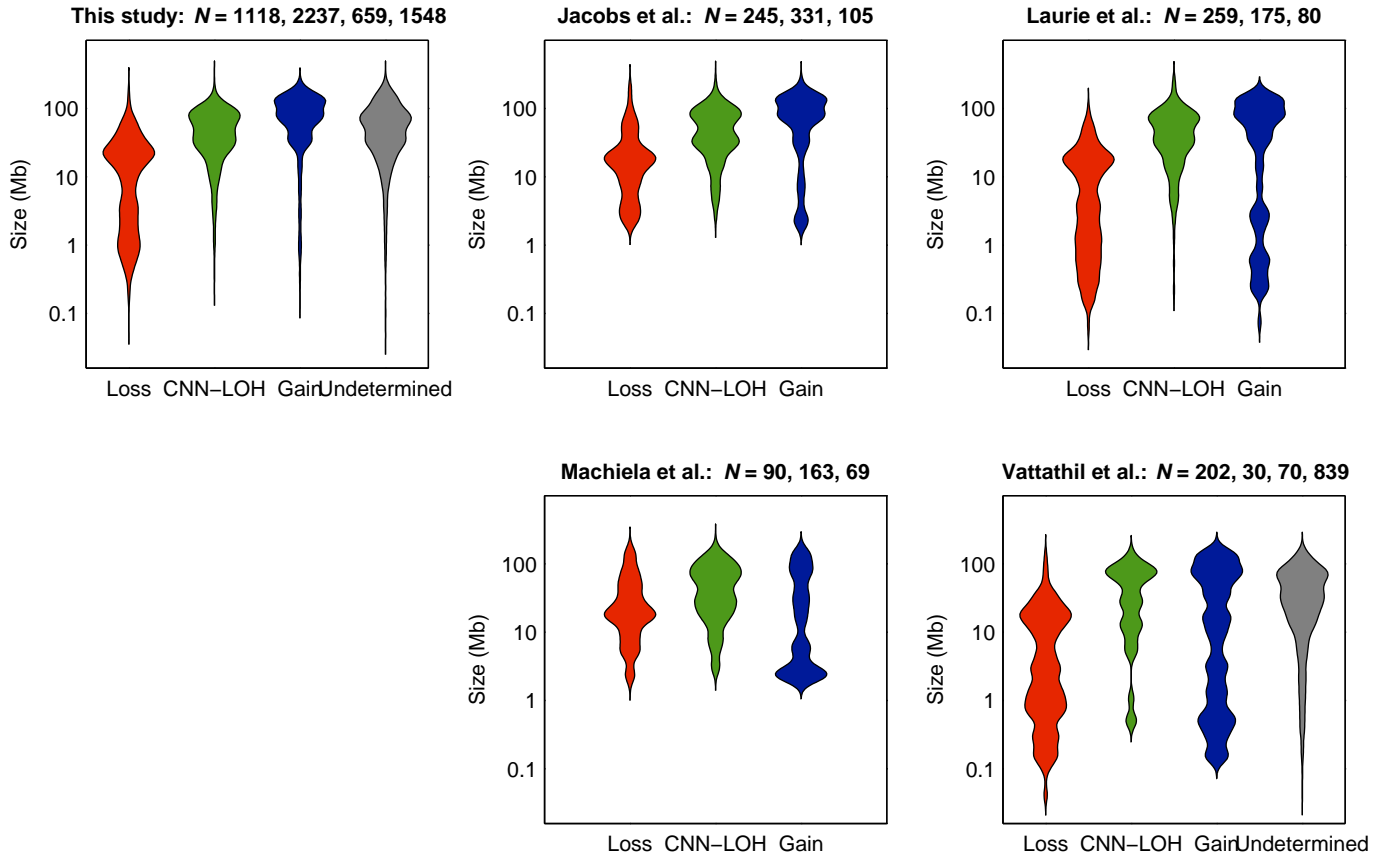 This study: N = 1118, 2237, 659, 1548
Size (Mb)
100
10
1
0.1
Loss CNN−LOH Gain Undetermined
Jacobs et al.: N = 245, 331, 105
Size (Mb)
100
10
1
0.1
Loss CNN−LOH Gain
Laurie et al.: N = 259, 175, 80
Size (Mb)
100
10
1
0.1
Loss CNN−LOH Gain
Machiela et al.: N = 90, 163, 69
Size (Mb)
100
10
1
0.1
Loss CNN−LOH Gain
Vattathil et al.: N = 202, 30, 70, 839
Size (Mb)
100
10
1
0.1
Loss CNN−LOH Gain Undetermined